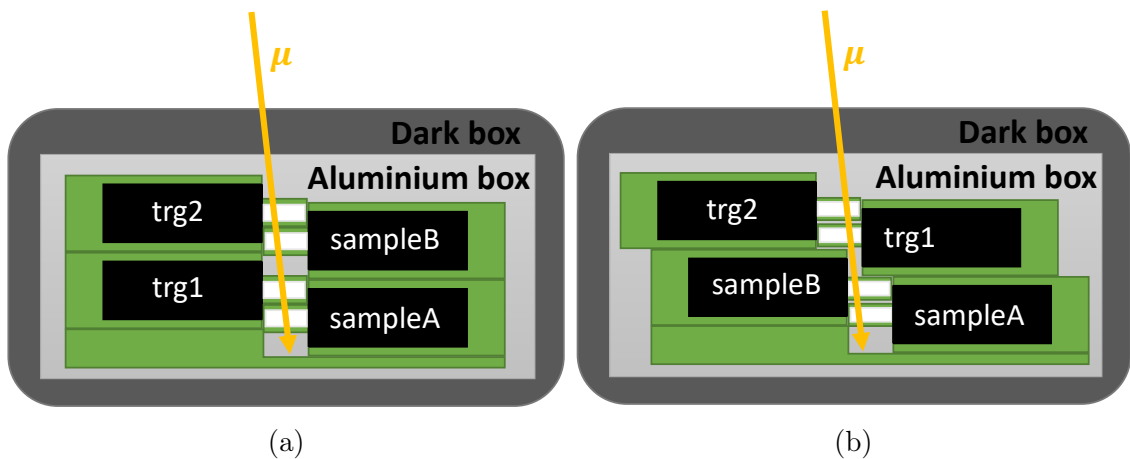 μ
Dark box
Aluminium box
trg2
sampleB
trg1
sampleA
(a)
μ
Dark box
Aluminium box
trg2
trg1
sampleB
sampleA
(b)